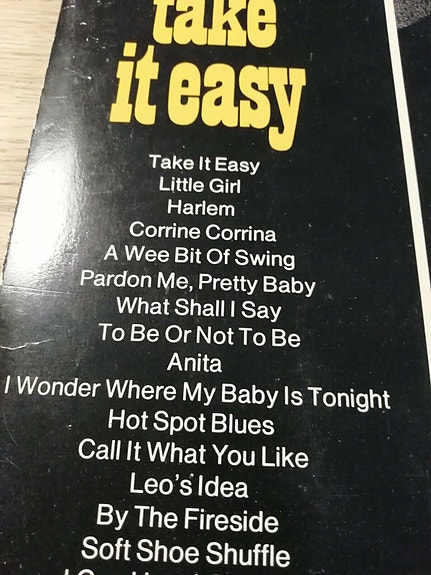 take
it easy
Take It Easy
Little Girl
Harlem
Corrine Corrina
A Wee Bit Of Swing
Pardon Me, Pretty Baby
What Shall I Say
To Be Or Not To Be
Anita
I Wonder Where My Baby Is Tonight
Hot Spot Blues
Call It What You Like
Leo's Idea
By The Fireside
Soft Shoe Shuffle